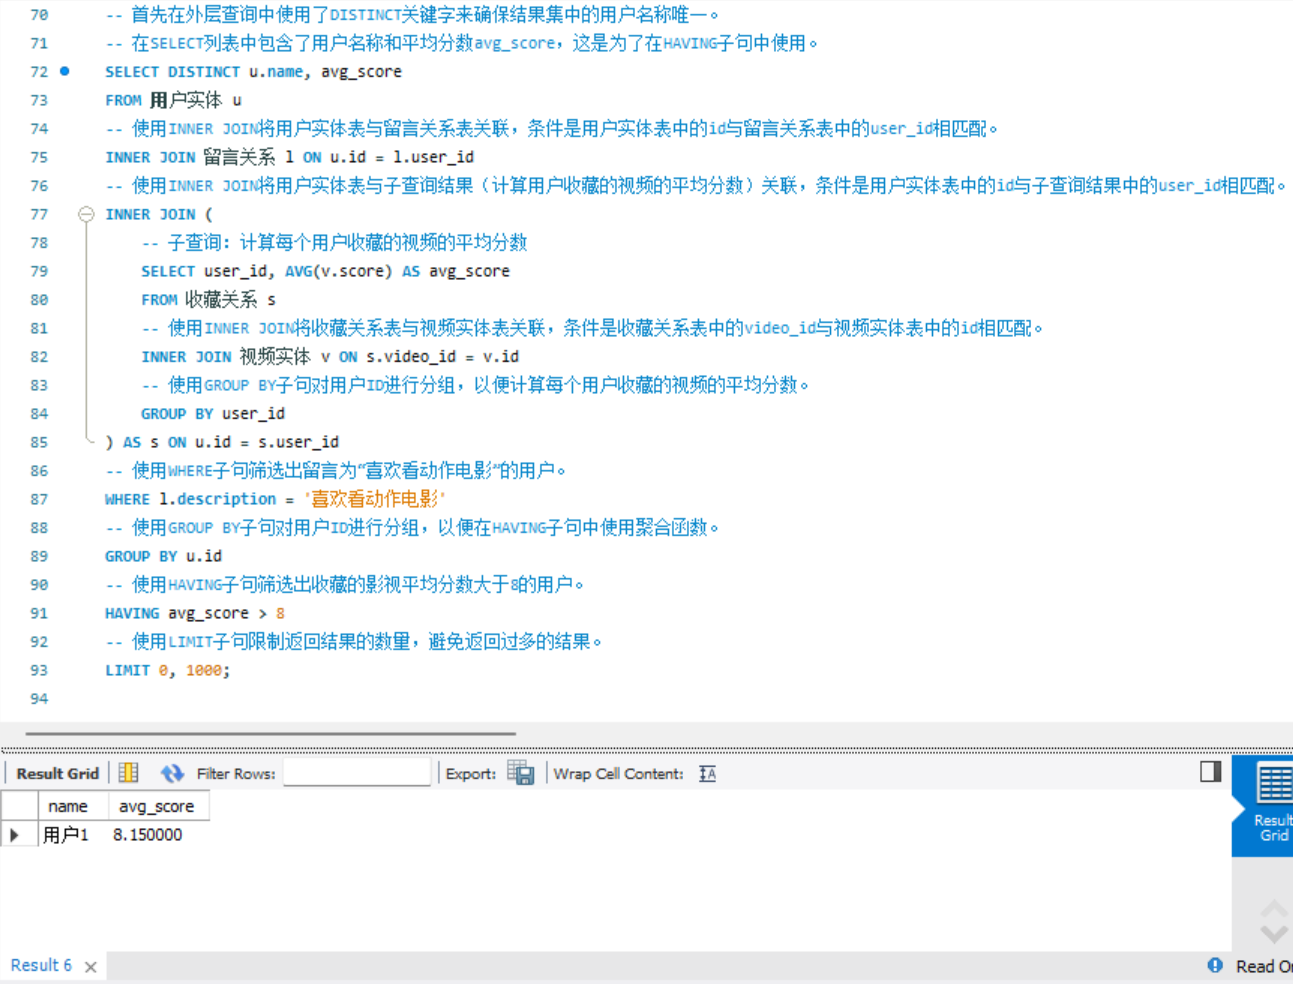 70 -- 首先在外层查询中使用了DISTINCT关键字来确保结果集中的用户名称唯一。
71 -- 在SELECT列表中包含了用户名称和平均分数avg_score，这是为了在HAVING子句中使用。
72 SELECT DISTINCT u.name, avg_score
73 FROM 用户实体 u
74 -- 使用INNER JOIN将用户实体表与留言关系表关联，条件是用户实体表中的id与留言关系表中的user_id相匹配。
75 INNER JOIN 留言关系 l ON u.id = l.user_id
76 -- 使用INNER JOIN将用户实体表与子查询结果（计算用户收藏的视频的平均分数）关联，条件是用户实体表中的id与子查询结果中的user_id相匹配。
77 INNER JOIN (
78 -- 子查询：计算每个用户收藏的视频的平均分数
79 SELECT user_id, AVG(v.score) AS avg_score
80 FROM 收藏关系 s
81 -- 使用INNER JOIN将收藏关系表与视频实体表关联，条件是收藏关系表中的video_id与视频实体表中的id相匹配。
82 INNER JOIN 视频实体 v ON s.video_id = v.id
83 -- 使用GROUP BY子句对用户ID进行分组，以便计算每个用户收藏的视频的平均分数。
84 GROUP BY user_id
85 ) AS s ON u.id = s.user_id
86 -- 使用WHERE子句筛选出留言为“喜欢看动作电影”的用户。
87 WHERE l.description = '喜欢看动作电影'
88 -- 使用GROUP BY子句对用户ID进行分组，以便在HAVING子句中使用聚合函数。
89 GROUP BY u.id
90 -- 使用HAVING子句筛选出收藏的影视平均分数大于8的用户。
91 HAVING avg_score > 8
92 -- 使用LIMIT子句限制返回结果的数量，避免返回过多的结果。
93 LIMIT 0, 1000;
94
Result Grid Filter Rows: Export: Wrap Cell Content: IA
name avg_score
用户1 8.150000
Result
Grid
Result 6 × Read On